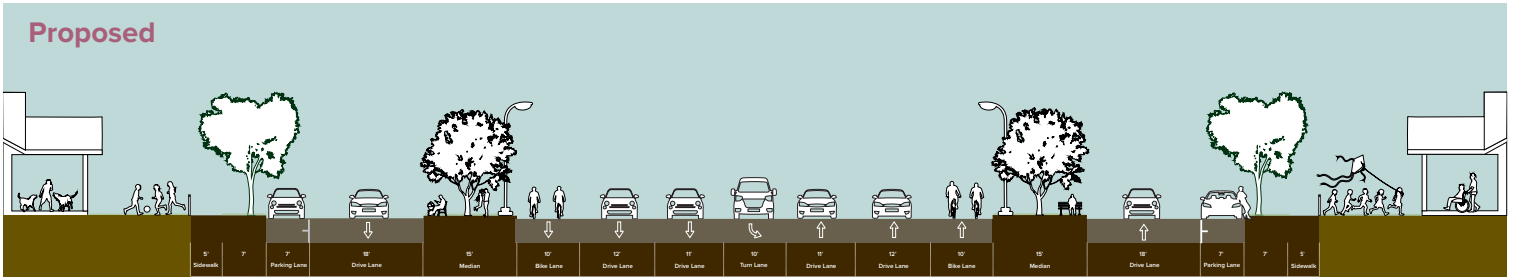 Proposed
5' 7' 7' 18' 15' 10' 12' 11' 10' 11' 12' 10' 15' 18' 7' 7' 5'
Sidewalk Parking Lane Drive Lane Median Bike Lane Drive Lane Drive Lane Turn Lane Drive Lane Drive Lane Bike Lane Median Drive Lane Parking Lane Sidewalk